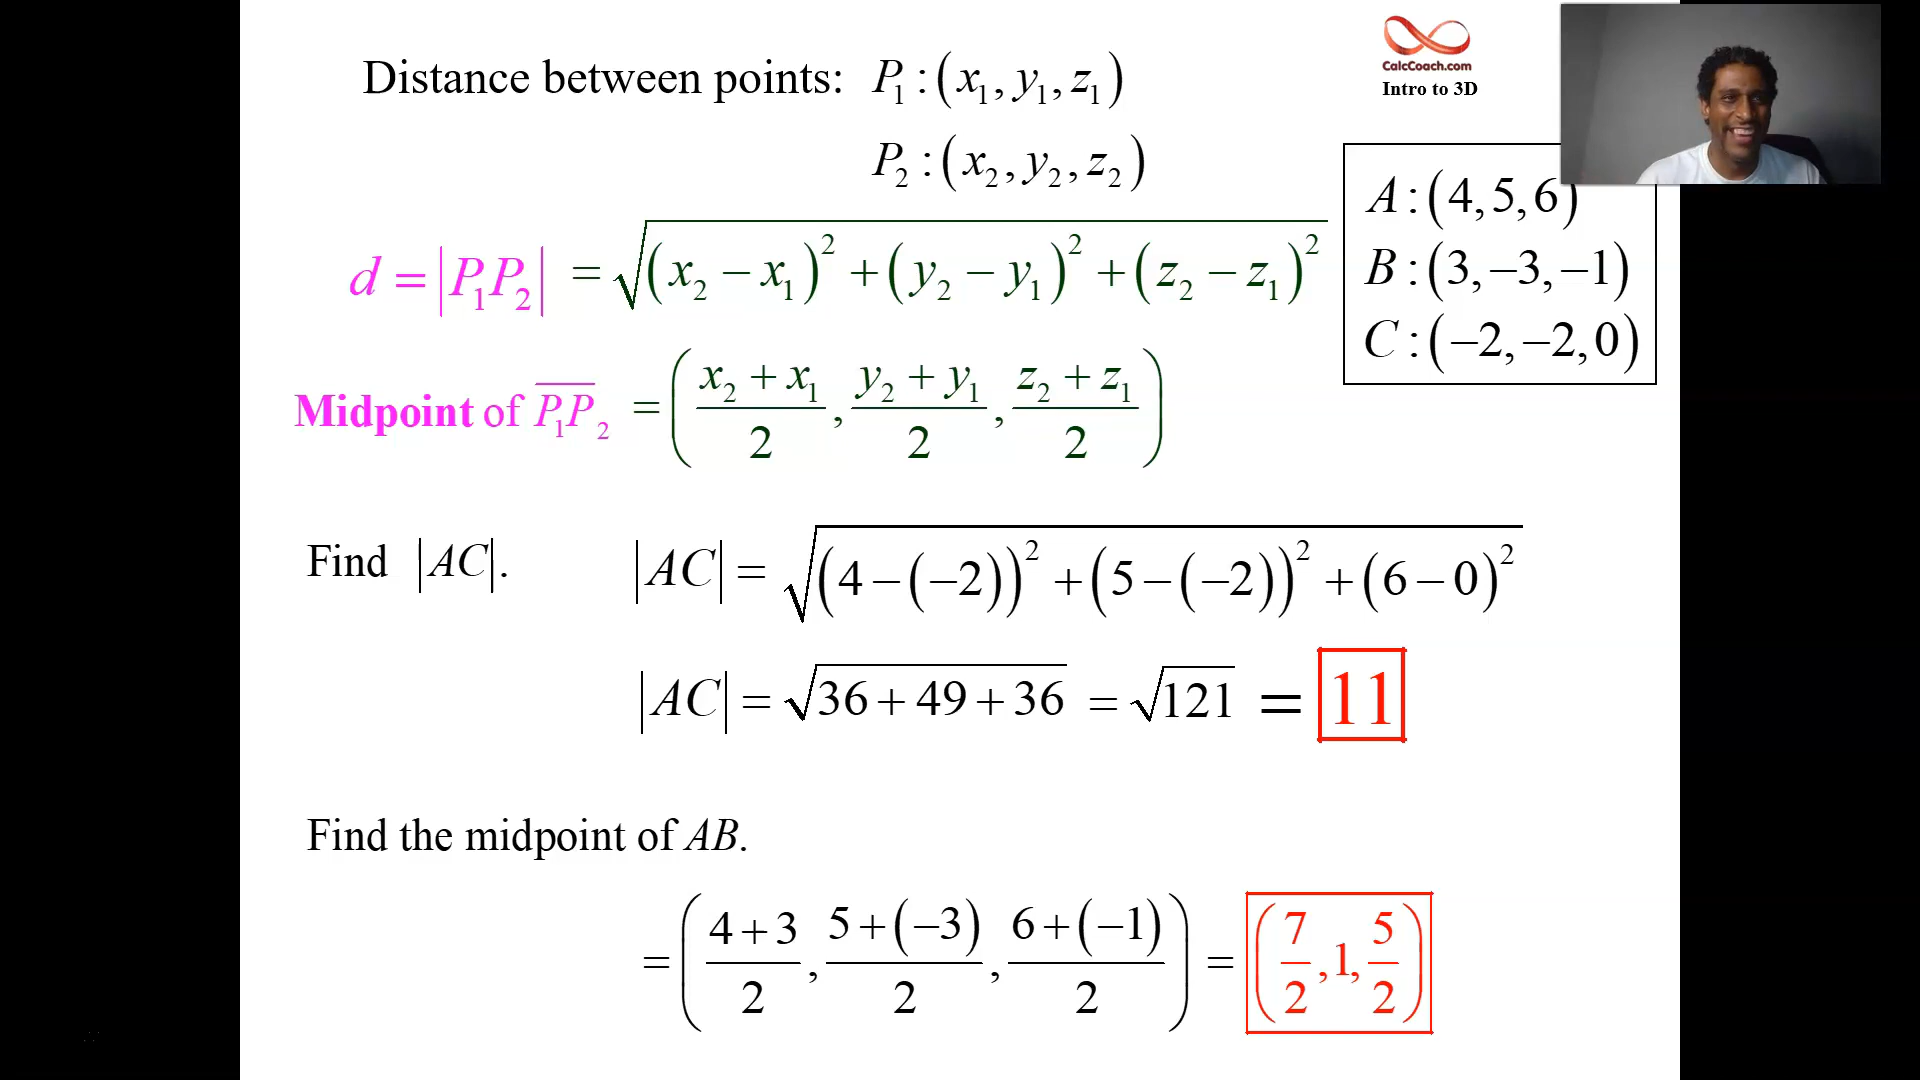 Distance between points: P₁ : (x₁, y₁, z₁)
P₂ : (x₂, y₂, z₂)
CalcCoach.com
Intro to 3D
A : (4, 5, 6)
B : (3, −3, −1)
C : (−2, −2, 0)
d = |P₁P₂| = √((x₂ − x₁)² + (y₂ − y₁)² + (z₂ − z₁)²)
Midpoint of P₁P₂ = ((x₂ + x₁)/2, (y₂ + y₁)/2, (z₂ + z₁)/2)
Find |AC|. |AC| = √((4 − (−2))² + (5 − (−2))² + (6 − 0)²)
|AC| = √(36 + 49 + 36) = √121 = 11
Find the midpoint of AB.
= ((4 + 3)/2, (5 + (−3))/2, (6 + (−1))/2) = (7/2, 1, 5/2)